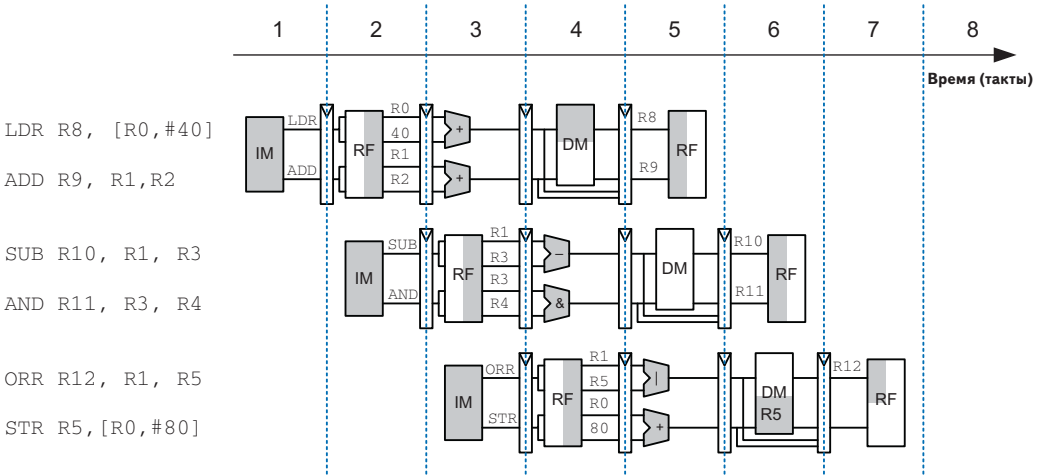 1 2 3 4 5 6 7 8
Время (такты)
LDR R8, [R0,#40]
ADD R9, R1,R2
IM
LDR
ADD
RF
R0
40
R1
R2
+
+
DM
R8
R9
RF
SUB R10, R1, R3
AND R11, R3, R4
IM
SUB
AND
RF
R1
R3
R3
R4
−
&
DM
R10
R11
RF
ORR R12, R1, R5
STR R5,[R0,#80]
IM
ORR
STR
RF
R1
R5
R0
80
|
+
DM
R5
R12
RF